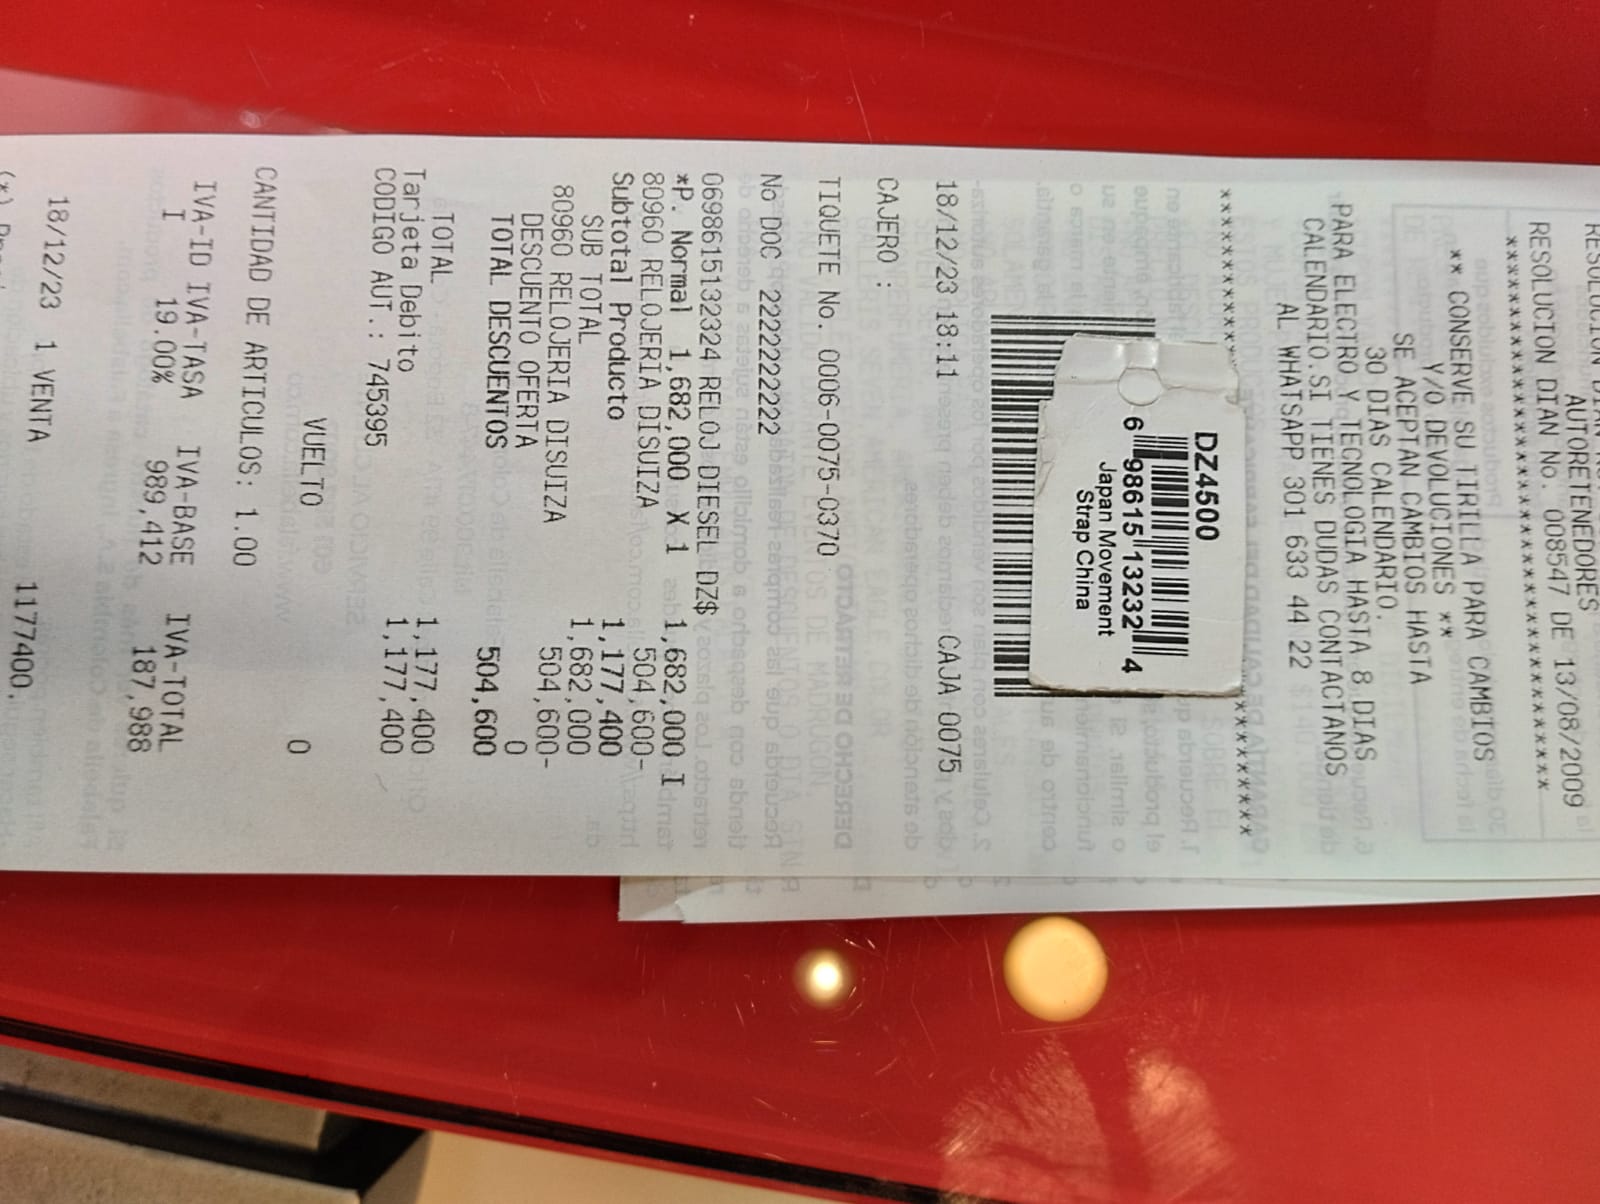 AUTORETENEDORES
RESOLUCION DIAN No. 008547 DE 13/08/2009
** CONSERVE SU TIRILLA PARA CAMBIOS
Y/O DEVOLUCIONES **
SE ACEPTAN CAMBIOS HASTA
30 DIAS CALENDARIO.
PARA ELECTRO Y TECNOLOGIA HASTA 8 DIAS
CALENDARIO.SI TIENES DUDAS CONTACTANOS
AL WHATSAPP 301 633 44 22
DZ4500
6 98615 13232 4
Japan Movement
Strap China
18/12/23 18:11 CAJA 0075
CAJERO :
TIQUETE No. 0006-0075-0370
No DOC 222222222222
0698615132324 RELOJ DIESEL DZ$
*P. Normal 1,682,000 X 1 1,682,000 I
80960 RELOJERIA DISUIZA 504,600-
Subtotal Producto 1,177,400
SUB TOTAL 1,682,000
80960 RELOJERIA DISUIZA 504,600-
DESCUENTO OFERTA 0
TOTAL DESCUENTOS 504,600
TOTAL 1,177,400
Tarjeta Debito 1,177,400
CODIGO AUT.: 745395
VUELTO 0
CANTIDAD DE ARTICULOS: 1.00
IVA-ID IVA-TASA IVA-BASE IVA-TOTAL
I 19.00% 989,412 187,988
18/12/23 1 VENTA 1177400.